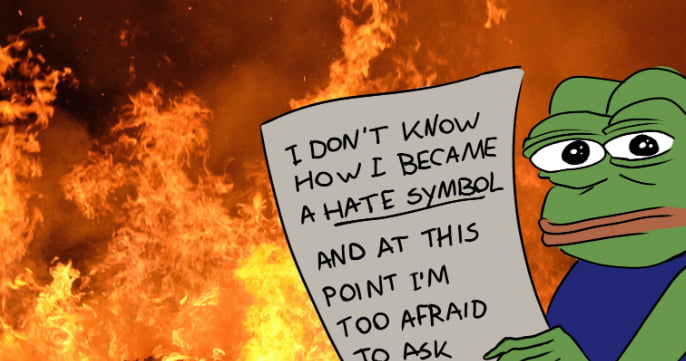 I DON'T KNOW
HOW I BECAME
A HATE SYMBOL
AND AT THIS
POINT I'M
TOO AFRAID
TO ASK